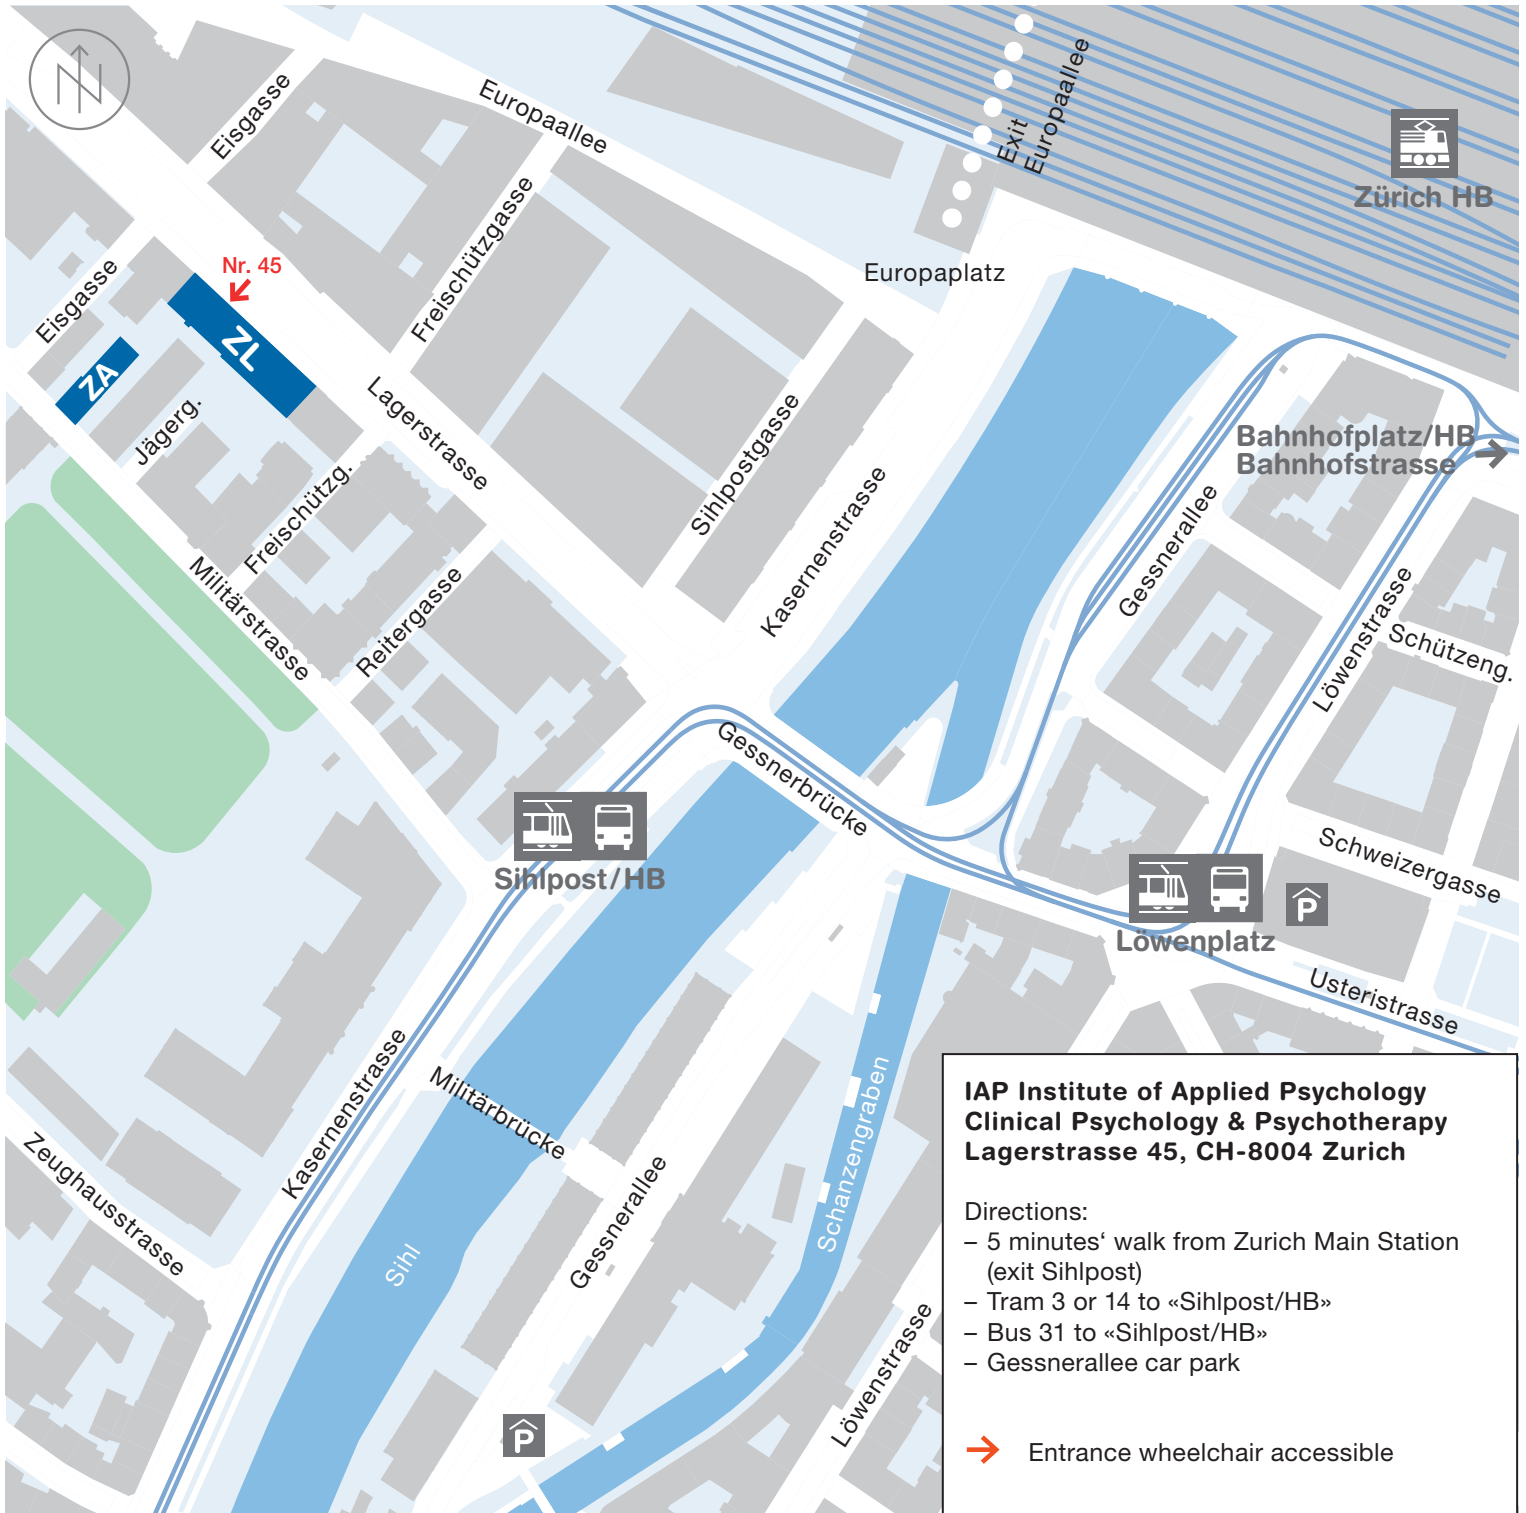 N
Eisgasse
Europaallee
Exit
Europaallee
Zürich HB
Freischützgasse
Europaplatz
Nr. 45
Eisgasse
ZL
ZA
Jägerg.
Lagerstrasse
Freischützg.
Sihlpostgasse
Kasernenstrasse
Bahnhofplatz/HB
Bahnhofstrasse
Gessnerallee
Militärstrasse
Reitergasse
Löwenstrasse
Schützeng.
Gessnerbrücke
Sihlpost/HB
Schweizergasse
P
Löwenplatz
Usteristrasse
Kasernenstrasse
Militärbrücke
Schanzengraben
Zeughausstrasse
Sihl
Gessnerallee
Löwenstrasse
P
IAP Institute of Applied Psychology
Clinical Psychology & Psychotherapy
Lagerstrasse 45, CH-8004 Zurich
Directions:
– 5 minutes‘ walk from Zurich Main Station
(exit Sihlpost)
– Tram 3 or 14 to «Sihlpost/HB»
– Bus 31 to «Sihlpost/HB»
– Gessnerallee car park
Entrance wheelchair accessible